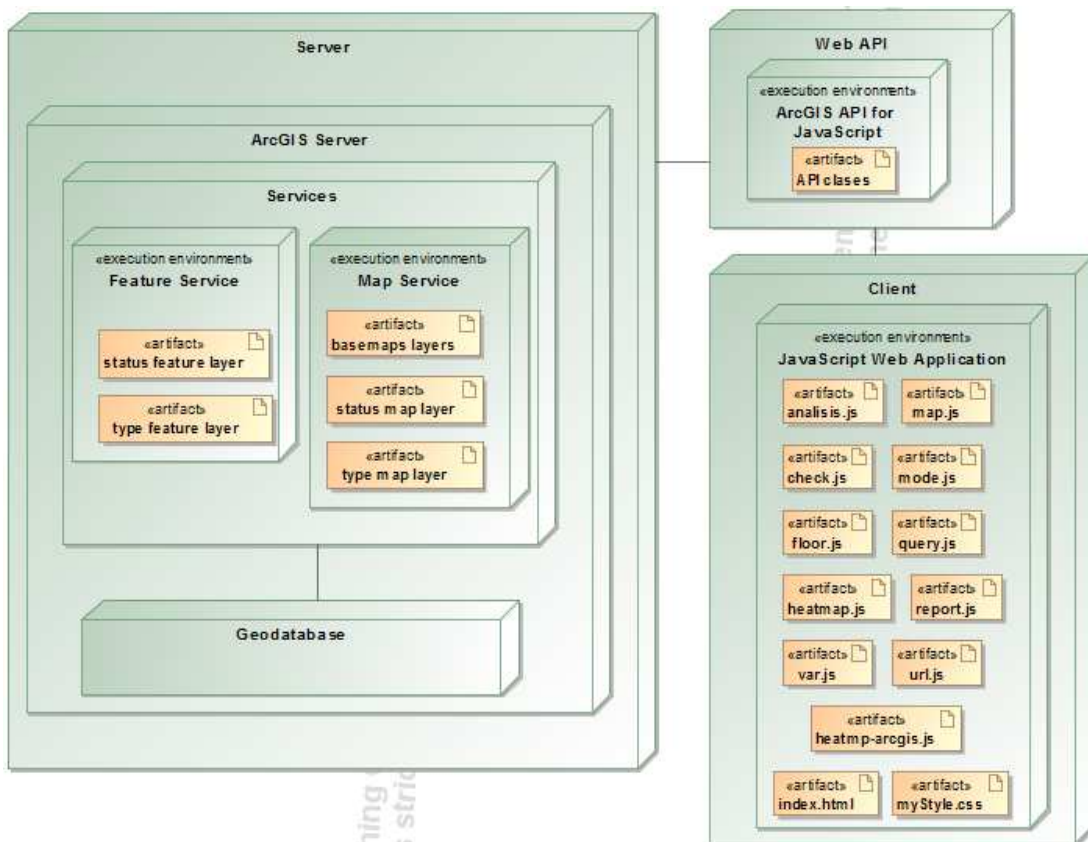 Server
ArcGIS Server
Services
«execution environment»
Feature Service
«artifact»
status feature layer
«artifact»
type feature layer
«execution environment»
Map Service
«artifact»
basemaps layers
«artifact»
status map layer
«artifact»
type map layer
Geodatabase
Web API
«execution environment»
ArcGIS API for
JavaScript
«artifact»
API clases
Client
«execution environment»
JavaScript Web Application
«artifact»
analisis.js
«artifact»
map.js
«artifact»
check.js
«artifact»
mode.js
«artifact»
floor.js
«artifact»
query.js
«artifact»
heatmap.js
«artifact»
report.js
«artifact»
var.js
«artifact»
url.js
«artifact»
heatmp-arcgis.js
«artifact»
index.html
«artifact»
myStyle.css